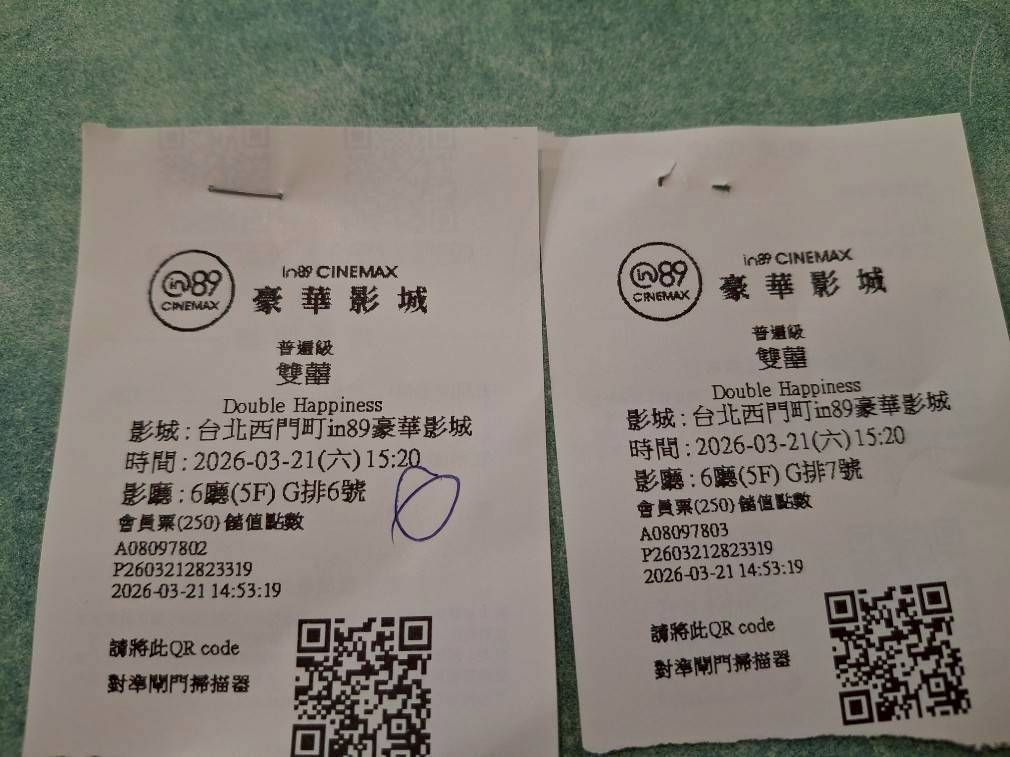 in89
CINEMAX
in89 CINEMAX
豪華影城
普遍級
雙囍
Double Happiness
影城：台北西門町in89豪華影城
時間：2026-03-21(六) 15:20
影廳：6廳(5F) G排6號
會員票(250) 儲值點數
A08097802
P2603212823319
2026-03-21 14:53:19
請將此QR code
對準閘門掃描器
in89
CINEMAX
in89 CINEMAX
豪華影城
普遍級
雙囍
Double Happiness
影城：台北西門町in89豪華影城
時間：2026-03-21(六) 15:20
影廳：6廳(5F) G排7號
會員票(250) 儲值點數
A08097803
P2603212823319
2026-03-21 14:53:19
請將此QR code
對準閘門掃描器